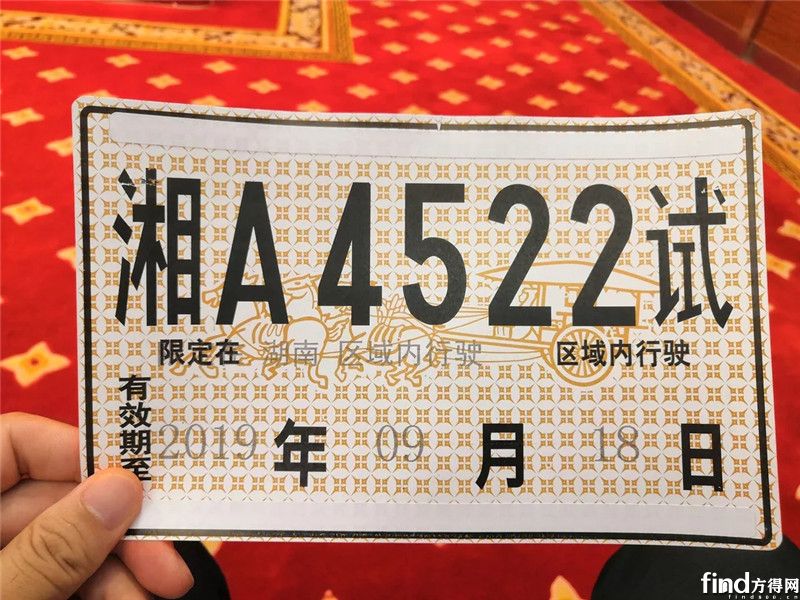 湘A4522试
限定在 湖南 区域内行驶 区域内行驶
有效期至 2019 年 09 月 18 日
find方得网
findsoo.cn